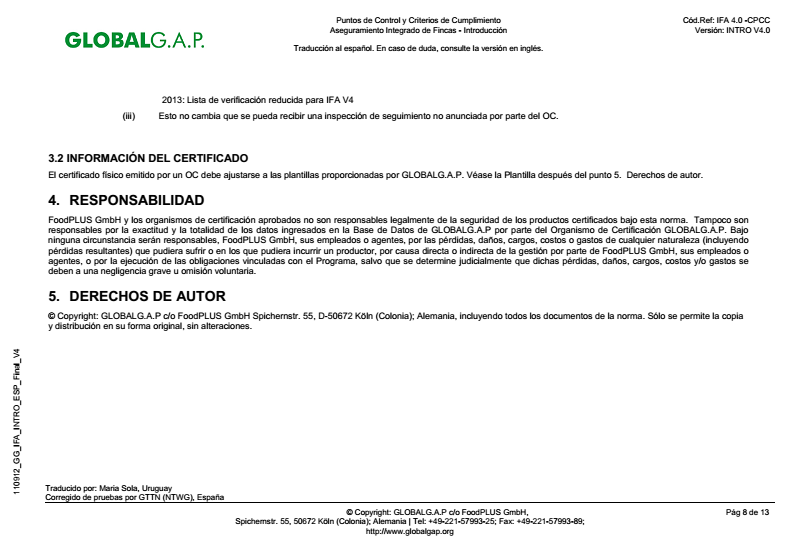 GLOBALG.A.P.
Puntos de Control y Criterios de Cumplimiento
Aseguramiento Integrado de Fincas - Introducción
Traducción al español. En caso de duda, consulte la versión en inglés.
Cód.Ref: IFA 4.0 -CPCC
Versión: INTRO V4.0
2013: Lista de verificación reducida para IFA V4
(iii) Esto no cambia que se pueda recibir una inspección de seguimiento no anunciada por parte del OC.
3.2 INFORMACIÓN DEL CERTIFICADO
El certificado físico emitido por un OC debe ajustarse a las plantillas proporcionadas por GLOBALG.A.P. Véase la Plantilla después del punto 5. Derechos de autor.
4. RESPONSABILIDAD
FoodPLUS GmbH y los organismos de certificación aprobados no son responsables legalmente de la seguridad de los productos certificados bajo esta norma. Tampoco son
responsables por la exactitud y la totalidad de los datos ingresados en la Base de Datos de GLOBALG.A.P por parte del Organismo de Certificación GLOBALG.A.P. Bajo
ninguna circunstancia serán responsables, FoodPLUS GmbH, sus empleados o agentes, por las pérdidas, daños, cargos, costos o gastos de cualquier naturaleza (incluyendo
pérdidas resultantes) que pudiera sufrir o en los que pudiera incurrir un productor, por causa directa o indirecta de la gestión por parte de FoodPLUS GmbH, sus empleados o
agentes, o por la ejecución de las obligaciones vinculadas con el Programa, salvo que se determine judicialmente que dichas pérdidas, daños, cargos, costos y/o gastos se
deben a una negligencia grave u omisión voluntaria.
5. DERECHOS DE AUTOR
© Copyright: GLOBALG.A.P c/o FoodPLUS GmbH Spichernstr. 55, D-50672 Köln (Colonia); Alemania, incluyendo todos los documentos de la norma. Sólo se permite la copia
y distribución en su forma original, sin alteraciones.
110912_GG_IFA_INTRO_ESP_Final_V4
Traducido por: María Sola, Uruguay
Corregido de pruebas por GTTN (NTWG), España
© Copyright: GLOBALG.A.P c/o FoodPLUS GmbH,
Spichernstr. 55, 50672 Köln (Colonia); Alemania | Tel: +49-221-57993-25; Fax: +49-221-57993-89;
http://www.globalgap.org
Pág 8 de 13